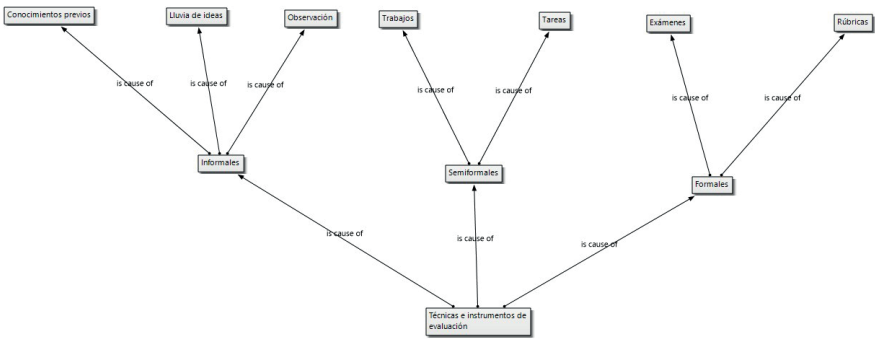 Conocimientos previos
Lluvia de ideas
Observación
Trabajos
Tareas
Exámenes
Rúbricas
is cause of
is cause of
is cause of
is cause of
is cause of
is cause of
is cause of
Informales
Semiformales
Formales
is cause of
is cause of
is cause of
Técnicas e instrumentos de
evaluación